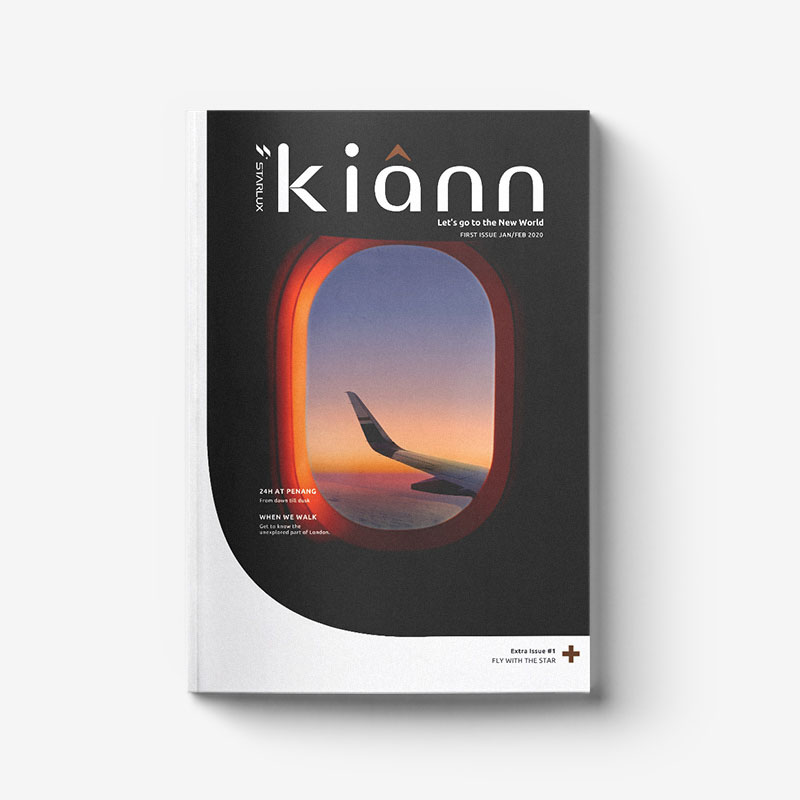 STARLUX
kiânn
Let's go to the New World
FIRST ISSUE JAN/FEB 2020
24H AT PENANG
From dawn till dusk
WHEN WE WALK
Get to know the
unexplored part of London.
Extra Issue #1
FLY WITH THE STAR